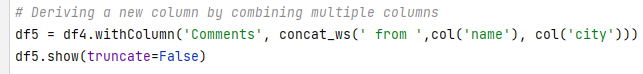 # Deriving a new column by combining multiple columns
df5 = df4.withColumn('Comments', concat_ws(' from ',col('name'), col('city')))
df5.show(truncate=False)